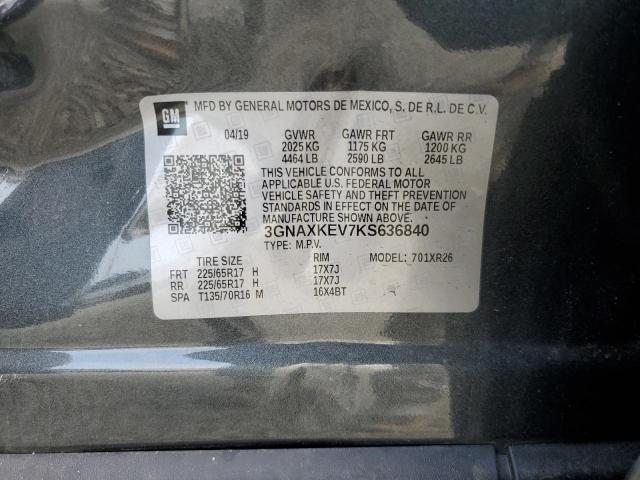 GM
MFD BY GENERAL MOTORS DE MEXICO, S. DE R.L. DE C.V.
04/19 GVWR GAWR FRT GAWR RR
2025 KG 1175 KG 1200 KG
4464 LB 2590 LB 2645 LB
THIS VEHICLE CONFORMS TO ALL
APPLICABLE U.S. FEDERAL MOTOR
VEHICLE SAFETY AND THEFT PREVENTION
STANDARDS IN EFFECT ON THE DATE OF
MANUFACTURE SHOWN ABOVE.
3GNAXKEV7KS636840
TYPE: M.P.V. MODEL: 701XR26
TIRE SIZE RIM
FRT 225/65R17 H 17X7J
RR 225/65R17 H 17X7J
SPA T135/70R16 M 16X4BT